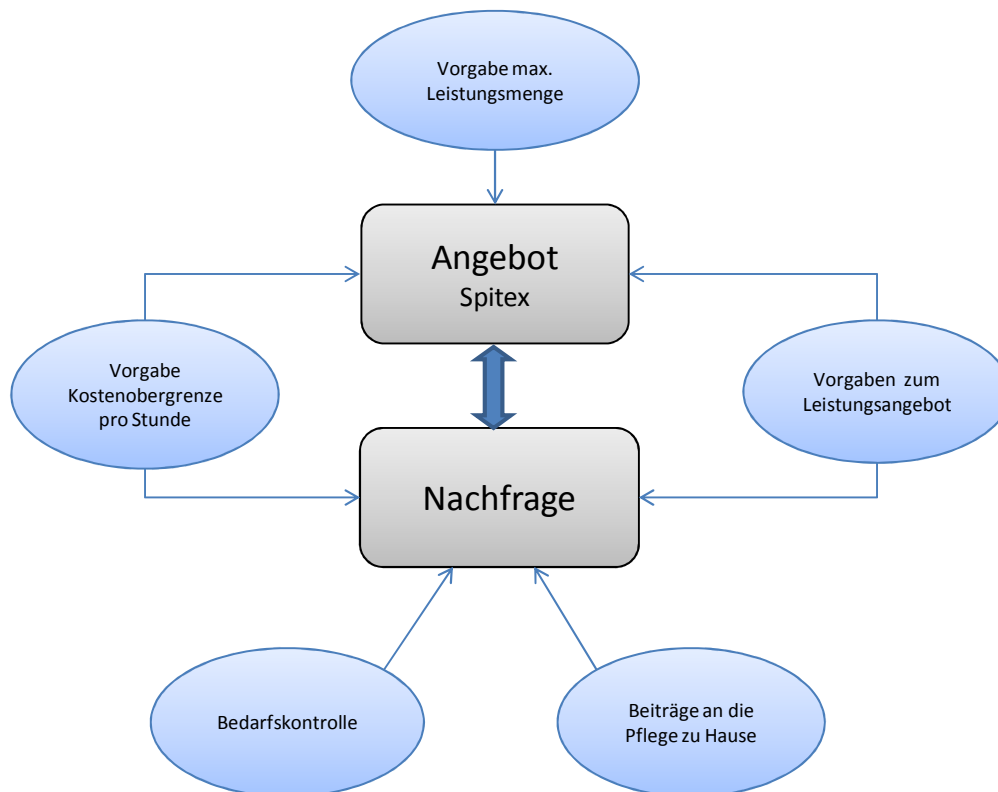 Vorgabe max.
Leistungsmenge
Angebot
Spitex
Vorgabe
Kostenobergrenze
pro Stunde
Vorgaben zum
Leistungsangebot
Nachfrage
Bedarfskontrolle
Beiträge an die
Pflege zu Hause